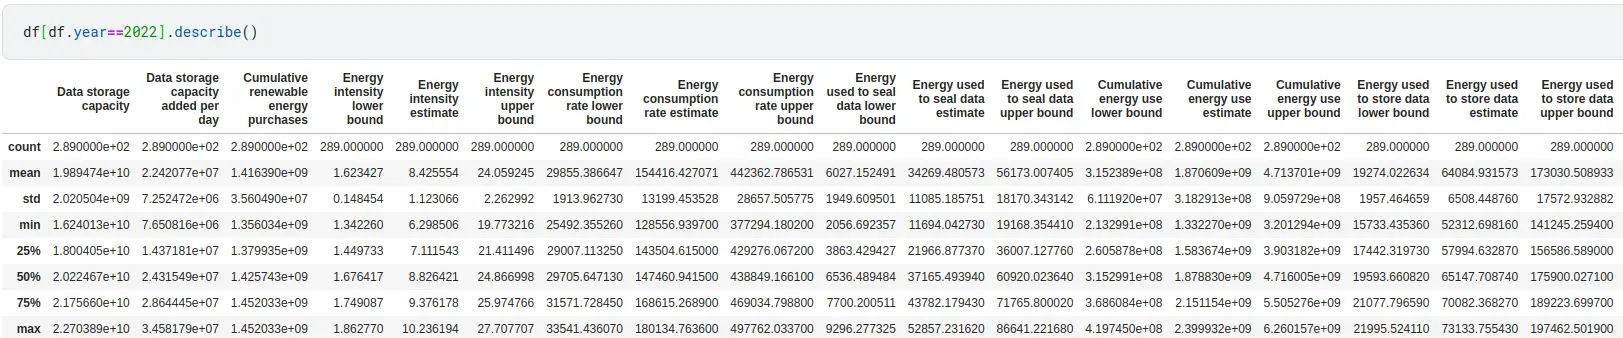 df[df.year==2022].describe()
Data storage capacity Data storage capacity added per day Cumulative renewable energy purchases Energy intensity lower bound Energy intensity estimate Energy intensity upper bound Energy consumption rate lower bound Energy consumption rate estimate Energy consumption rate upper bound Energy used to seal data lower bound Energy used to seal data estimate Energy used to seal data upper bound Cumulative energy use lower bound Cumulative energy use estimate Cumulative energy use upper bound Energy used to store data lower bound Energy used to store data estimate Energy used to store data upper bound
count 2.890000e+02 2.890000e+02 2.890000e+02 289.000000 289.000000 289.000000 289.000000 289.000000 289.000000 289.000000 289.000000 289.000000 2.890000e+02 2.890000e+02 2.890000e+02 289.000000 289.000000 289.000000
mean 1.989474e+10 2.242077e+07 1.416390e+09 1.623427 8.425554 24.059245 29855.386647 154416.427071 442362.786531 6027.152491 34269.480573 56173.007405 3.152389e+08 1.870609e+09 4.713701e+09 19274.022634 64084.931573 173030.508933
std 2.020504e+09 7.252472e+06 3.560490e+07 0.148454 1.123066 2.262992 1913.962730 13199.453528 28657.505775 1949.609501 11085.185751 18170.343142 6.111920e+07 3.182913e+08 9.059729e+08 1957.464659 6508.448760 17572.932882
min 1.624013e+10 7.650816e+06 1.356034e+09 1.342260 6.298506 19.773216 25492.355260 128556.939700 377294.180200 2056.692357 11694.042730 19168.354410 2.132991e+08 1.332270e+09 3.201294e+09 15733.435360 52312.698160 141245.259400
25% 1.800405e+10 1.437181e+07 1.379935e+09 1.449733 7.111543 21.411496 29007.113250 143504.615000 429276.067200 3863.429427 21966.877370 36007.127760 2.605878e+08 1.583674e+09 3.903182e+09 17442.319730 57994.632870 156586.589000
50% 2.022467e+10 2.431549e+07 1.425743e+09 1.676417 8.826421 24.866998 29705.647130 147460.941500 438849.166100 6536.489484 37165.493940 60920.023640 3.152991e+08 1.878830e+09 4.716005e+09 19593.660820 65147.708740 175900.027100
75% 2.175660e+10 2.864445e+07 1.452033e+09 1.749087 9.376178 25.974766 31571.728450 168615.268900 469034.798800 7700.200511 43782.179430 71765.800020 3.686084e+08 2.151154e+09 5.505276e+09 21077.796590 70082.368270 189223.699700
max 2.270389e+10 3.458179e+07 1.452033e+09 1.862770 10.236194 27.707707 33541.436070 180134.763600 497762.033700 9296.277325 52857.231620 86641.221680 4.197450e+08 2.399932e+09 6.260157e+09 21995.524110 73133.755430 197462.501900